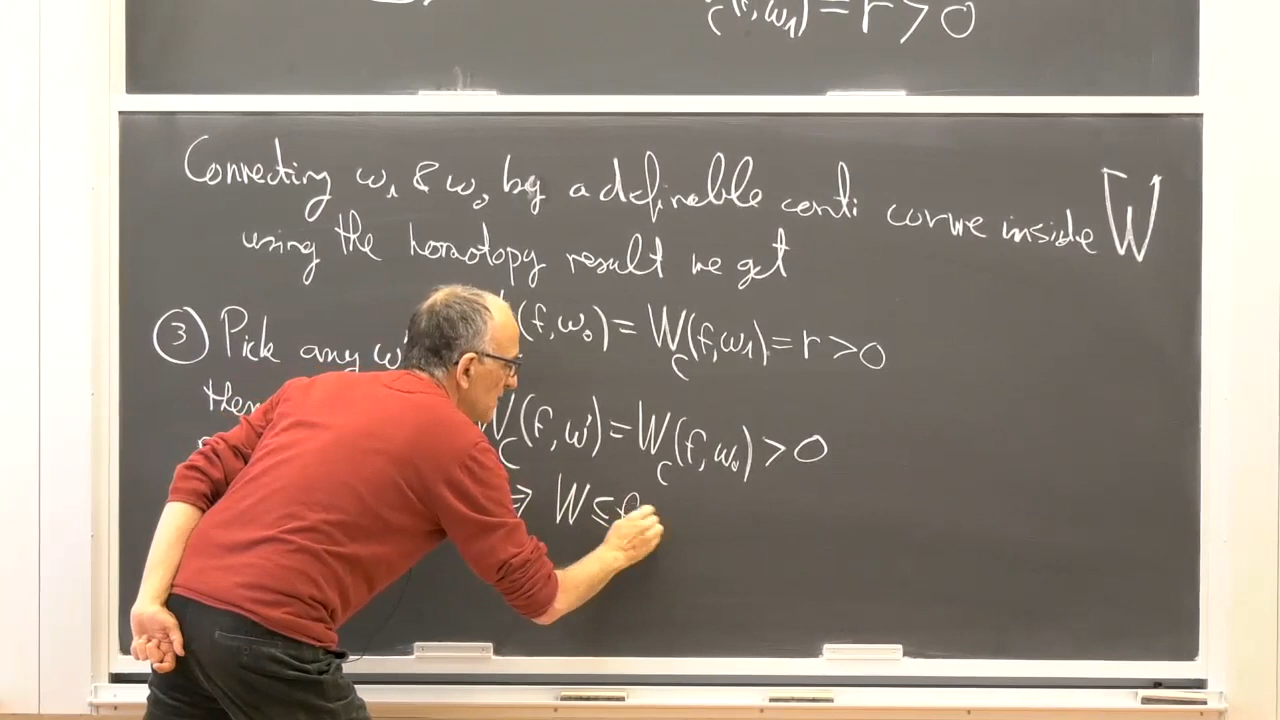 C(f,ω₁) = r > 0
Connecting ω₁ & ω₀ by a definable conti curve inside W
using the homotopy result we get
(f,ω₀) = W_C(f,ω₁) = r > 0
③ Pick any ω'
then W_C(f,ω') = W_C(f,ω₀) > 0
⇒ W ⊆ f